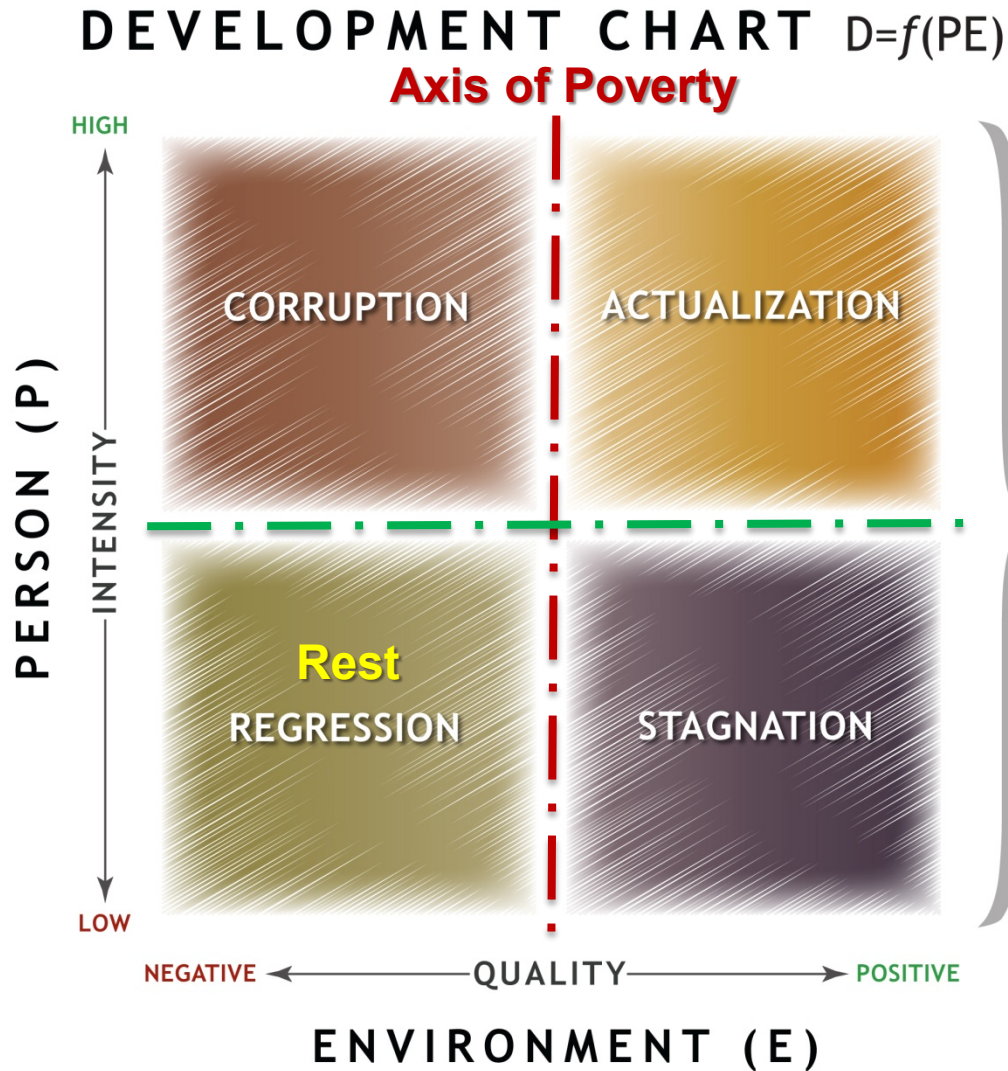 DEVELOPMENT CHART D=f(PE)
Axis of Poverty
HIGH
CORRUPTION
ACTUALIZATION
PERSON (P)
INTENSITY
Rest
REGRESSION
STAGNATION
LOW
NEGATIVE QUALITY POSITIVE
ENVIRONMENT (E)